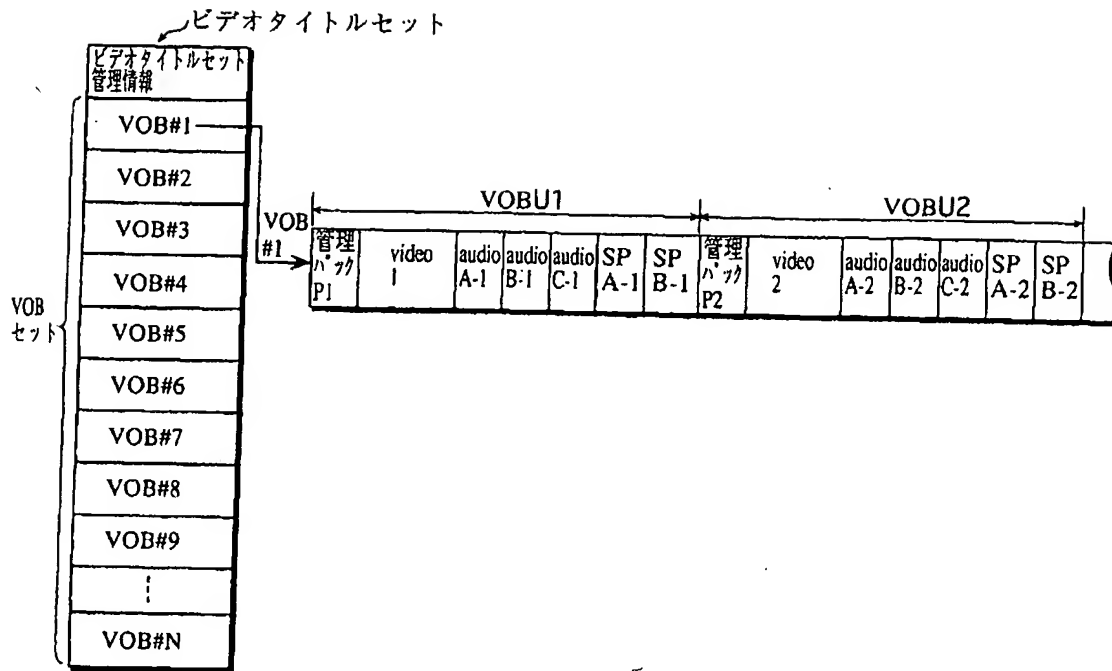 ビデオタイトルセット
ビデオタイトルセット
管理情報
VOB#1
VOB#2
VOB#3
VOB#4
VOB#5
VOB#6
VOB#7
VOB#8
VOB#9
VOB#N
VOB
セット
VOB
#1
VOBU1
VOBU2
管理
パック
P1
video
1
audio
A-1
audio
B-1
audio
C-1
SP
A-1
SP
B-1
管理
パック
P2
video
2
audio
A-2
audio
B-2
audio
C-2
SP
A-2
SP
B-2